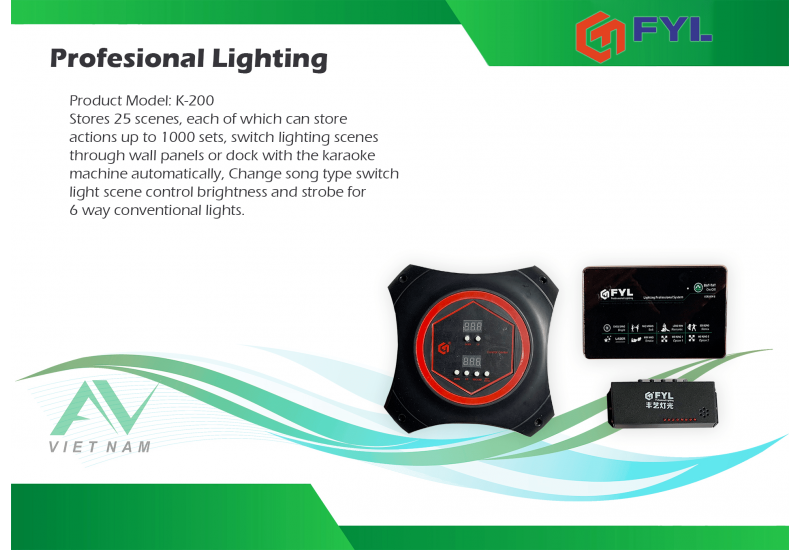 FYL
Profesional Lighting
Product Model: K-200
Stores 25 scenes, each of which can store
actions up to 1000 sets, switch lighting scenes
through wall panels or dock with the karaoke
machine automatically, Change song type switch
light scene control brightness and strobe for
6 way conventional lights.
FYL
Lighting Professional System
FYL
丰艺灯光
AV
VIET NAM